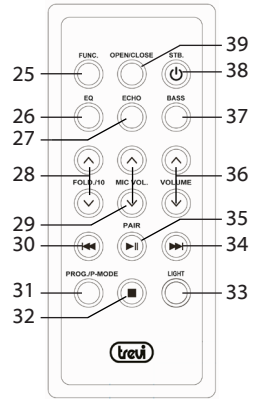 39
FUNC. OPEN/CLOSE STB.
25 38
EQ ECHO BASS
26 37
27
28 36
FOLD./10 MIC VOL. VOLUME
29
PAIR 35
30 34
PROG./P-MODE LIGHT
31 33
32
trevi